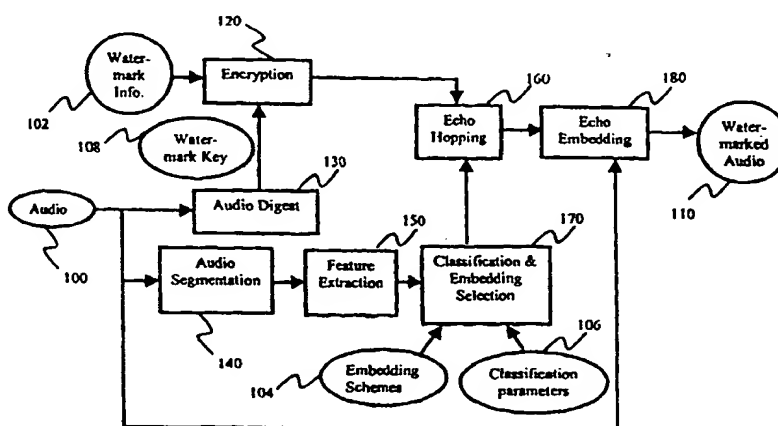 120
Water-
mark
Info.
102
Encryption
160
180
Echo
Hopping
Echo
Embedding
Water-
marked
Audio
110
108
Water-
mark Key
130
Audio Digest
Audio
100
150
170
Audio
Segmentation
140
Feature
Extraction
Classification &
Embedding
Selection
106
104
Embedding
Schemes
Classification
parameters